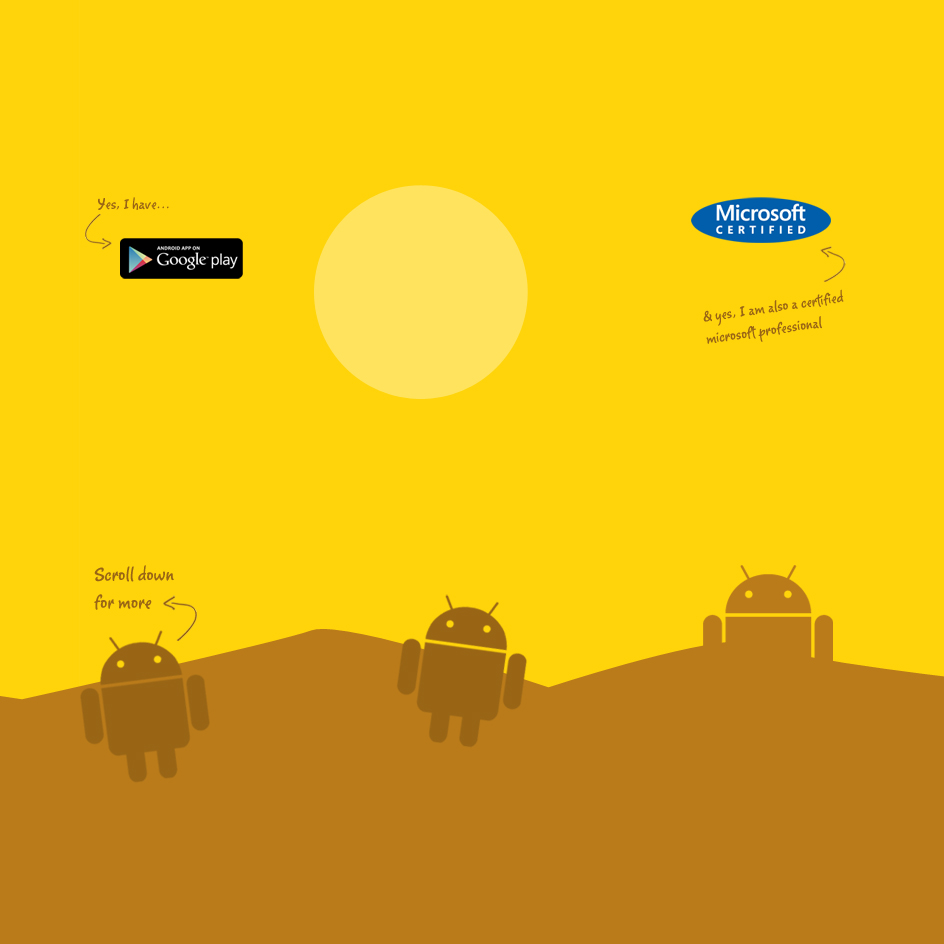 Yes, I have...
ANDROID APP ON
Google play
Microsoft
CERTIFIED
& yes, I am also a certified
microsoft professional
Scroll down
for more